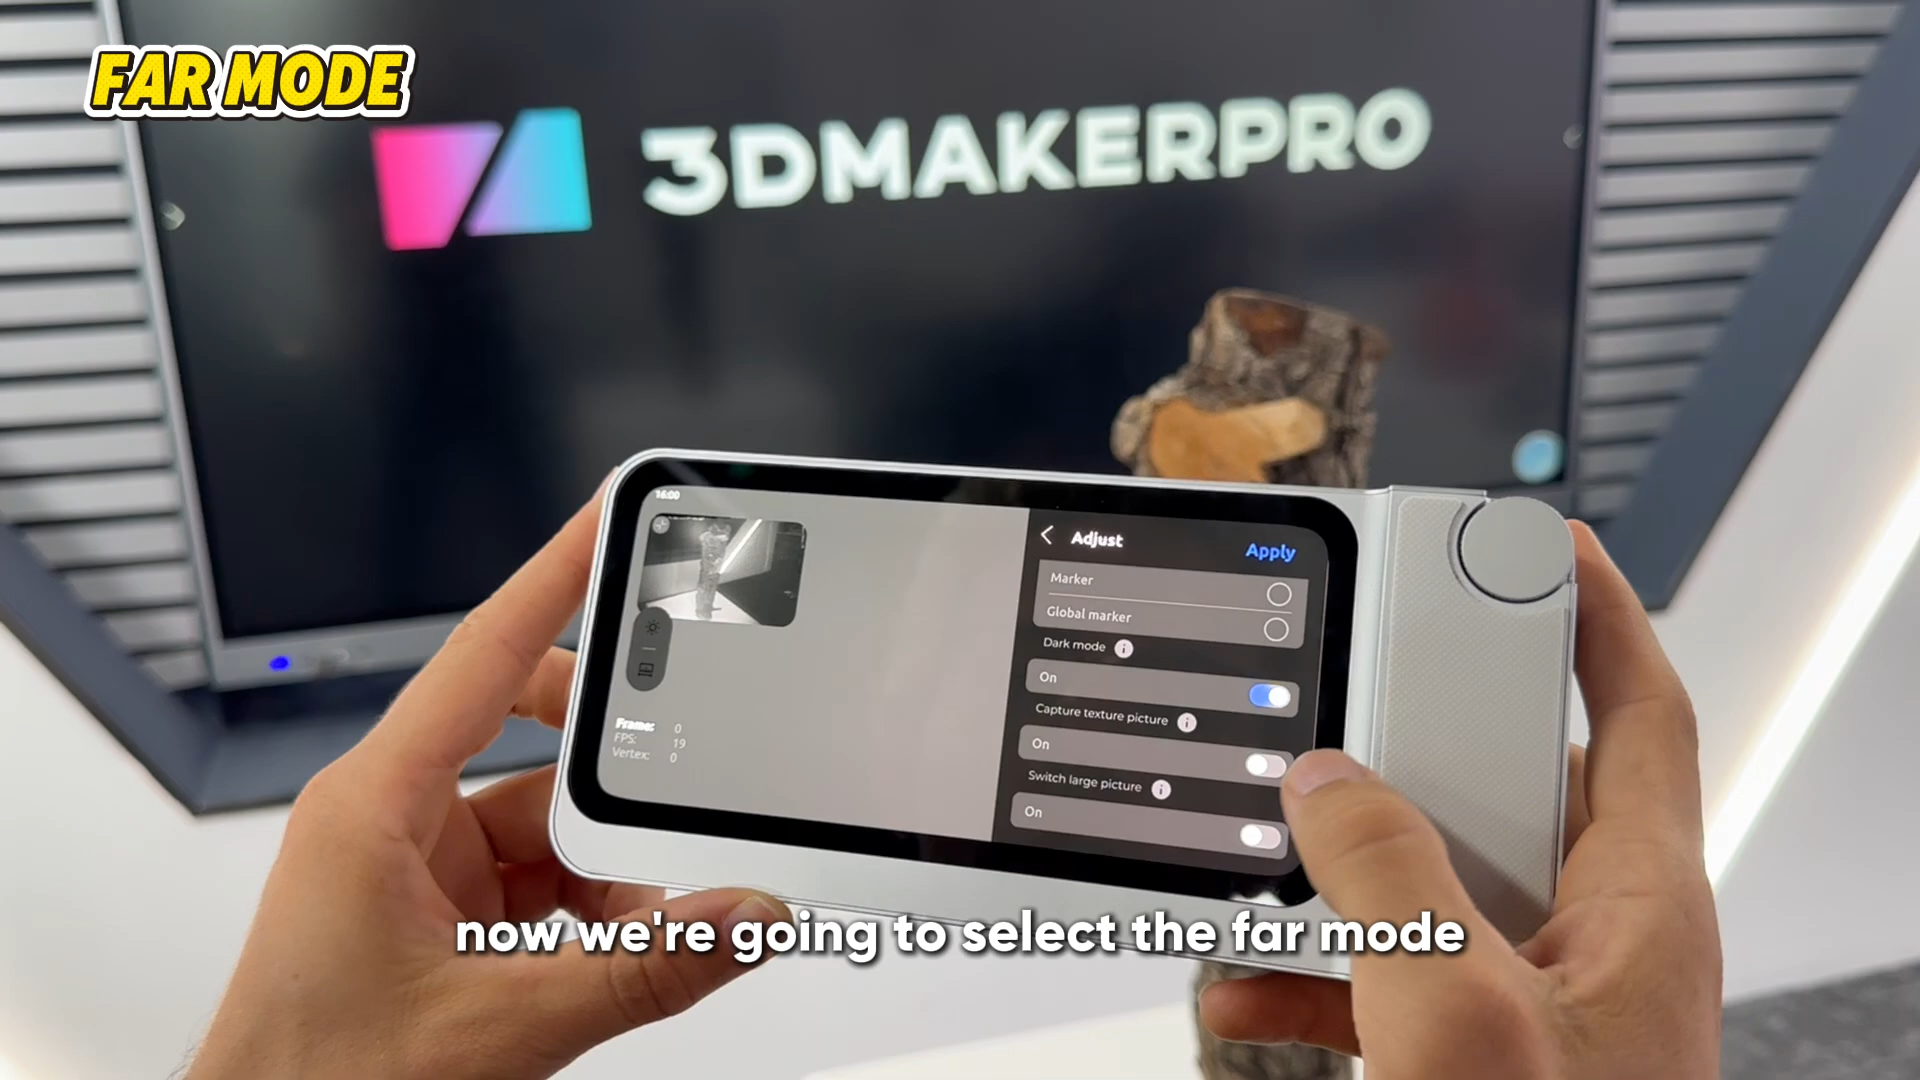 FAR MODE
3DMAKERPRO
16:00
Adjust
Apply
Marker
Global marker
Dark mode
On
Capture texture picture
On
Switch large picture
On
Frame: 0
FPS: 19
Vertex: 0
now we're going to select the far mode